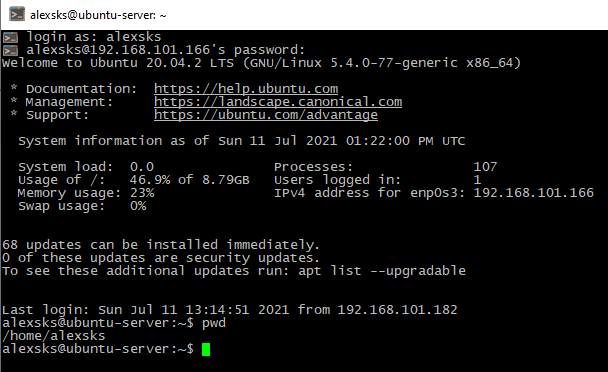 alexsks@ubuntu-server: ~
login as: alexsks
alexsks@192.168.101.166's password:
Welcome to Ubuntu 20.04.2 LTS (GNU/Linux 5.4.0-77-generic x86_64)
* Documentation:  https://help.ubuntu.com
* Management:     https://landscape.canonical.com
* Support:        https://ubuntu.com/advantage
System information as of Sun 11 Jul 2021 01:22:00 PM UTC
System load:  0.0               Processes:               107
Usage of /:   46.9% of 8.79GB   Users logged in:         1
Memory usage: 23%               IPv4 address for enp0s3: 192.168.101.166
Swap usage:   0%
68 updates can be installed immediately.
0 of these updates are security updates.
To see these additional updates run: apt list --upgradable
Last login: Sun Jul 11 13:14:51 2021 from 192.168.101.182
alexsks@ubuntu-server:~$ pwd
/home/alexsks
alexsks@ubuntu-server:~$